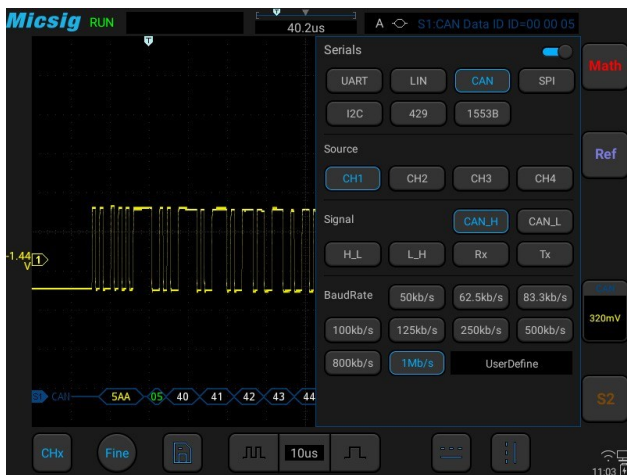 Micsig RUN
T
40.2us
A S1:CAN Data ID ID=00 00 05
Serials
UART LIN CAN SPI
I2C 429 1553B
Math
Source
CH1 CH2 CH3 CH4
Ref
Signal
CAN_H CAN_L
H_L L_H Rx Tx
-1.44
V
1
BaudRate
50kb/s 62.5kb/s 83.3kb/s
100kb/s 125kb/s 250kb/s 500kb/s
800kb/s 1Mb/s UserDefine
320mV
S1 CAN 5AA 05 40 41 42 43 44
S2
CHx Fine 10us
11:03